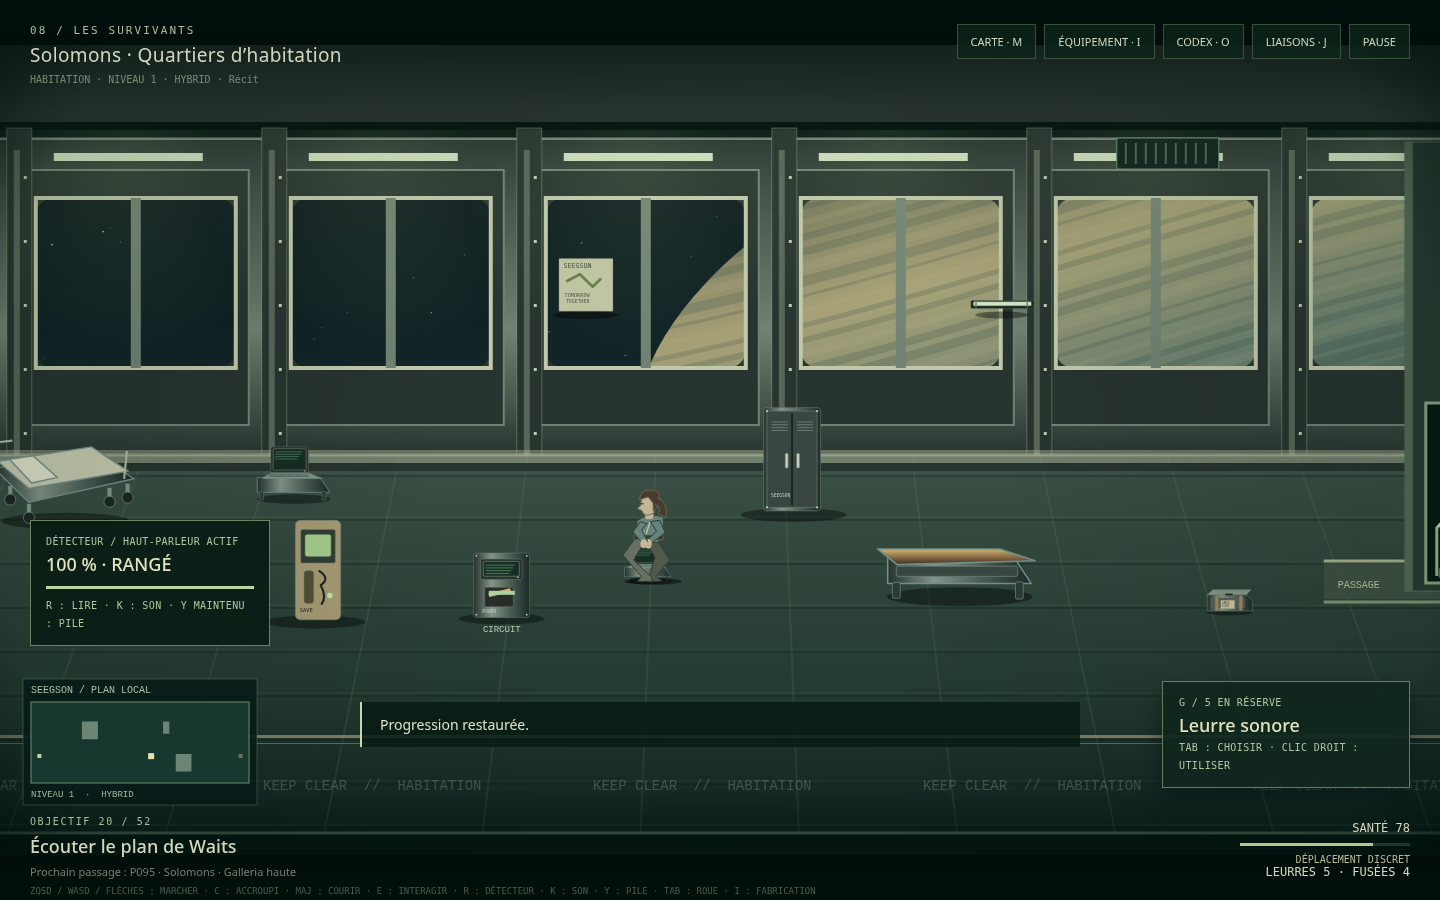 08 / LES SURVIVANTS
Solomons · Quartiers d’habitation
HABITATION · NIVEAU 1 · HYBRID · Récit
CARTE · M
ÉQUIPEMENT · I
CODEX · O
LIAISONS · J
PAUSE
SEEGSON
TOMORROW
TOGETHER
SEEGSON
DÉTECTEUR / HAUT-PARLEUR ACTIF
100 % · RANGÉ
R : LIRE · K : SON · Y MAINTENU
: PILE
SAVE
POWER
CIRCUIT
PASSAGE
SEEGSON / PLAN LOCAL
NIVEAU 1 · HYBRID
Progression restaurée.
G / 5 EN RÉSERVE
Leurre sonore
TAB : CHOISIR · CLIC DROIT :
UTILISER
KEEP CLEAR // HABITATION
KEEP CLEAR // HABITATION
KEEP CLEAR // HABITATION
OBJECTIF 20 / 52
Écouter le plan de Waits
Prochain passage : P095 · Solomons · Galleria haute
ZQSD / WASD / FLÈCHES : MARCHER · C : ACCROUPI · MAJ : COURIR · E : INTERAGIR · R : DÉTECTEUR · K : SON · Y : PILE · TAB : ROUE · I : FABRICATION
SANTÉ 78
DÉPLACEMENT DISCRET
LEURRES 5 · FUSÉES 4